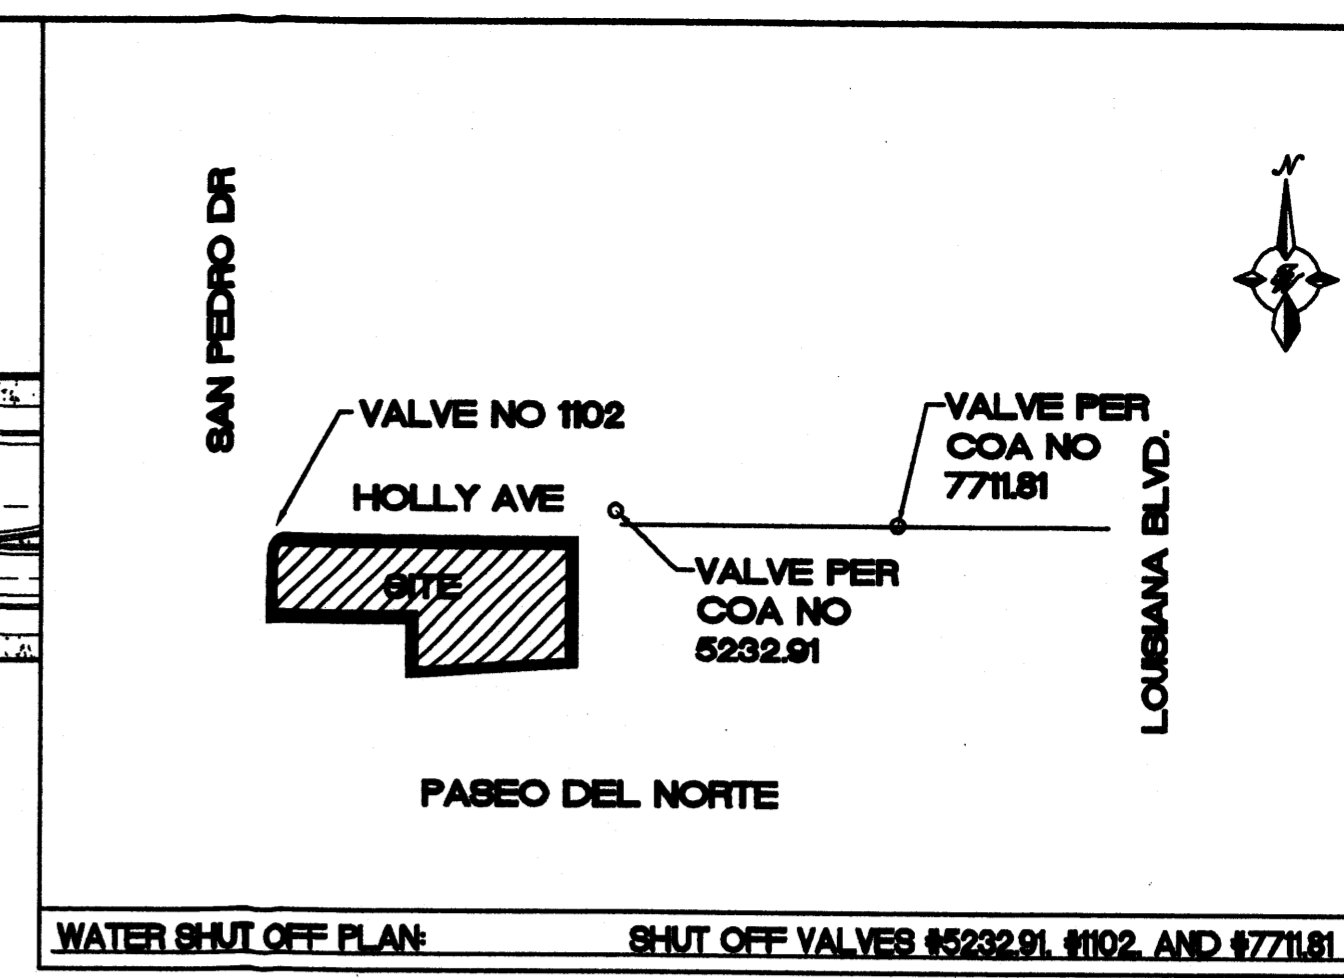 SAN PEDRO DR
N
VALVE NO 1102
HOLLY AVE
SITE
VALVE PER
COA NO
7711.81
VALVE PER
COA NO
5232.91
LOUISIANA BLVD.
PASEO DEL NORTE
WATER SHUT OFF PLAN:
SHUT OFF VALVES #5232.91, #1102, AND #7711.81